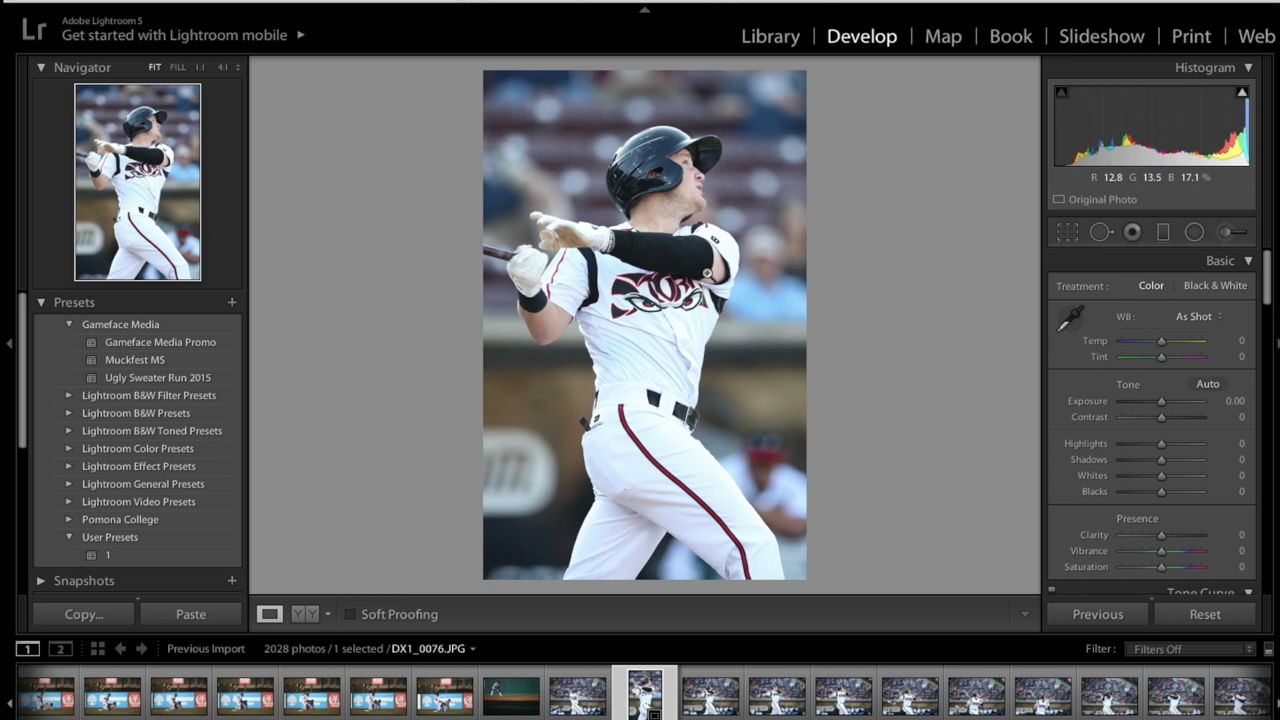 Lr
Adobe Lightroom 5
Get started with Lightroom mobile
Library | Develop | Map | Book | Slideshow | Print | Web
Navigator FIT FILL 1:1 4:1
Presets +
Gameface Media
Gameface Media Promo
Muckfest MS
Ugly Sweater Run 2015
Lightroom B&W Filter Presets
Lightroom B&W Presets
Lightroom B&W Toned Presets
Lightroom Color Presets
Lightroom Effect Presets
Lightroom General Presets
Lightroom Video Presets
Pomona College
User Presets
1
Snapshots +
Copy... Paste
Soft Proofing
Histogram
R 12.8 G 13.5 B 17.1 %
Original Photo
Basic
Treatment : Color Black & White
WB : As Shot
Temp 0
Tint 0
Tone Auto
Exposure 0.00
Contrast 0
Highlights 0
Shadows 0
Whites 0
Blacks 0
Presence
Clarity 0
Vibrance 0
Saturation 0
Tone Curve
Previous Reset
1 2 Previous Import 2028 photos / 1 selected / DX1_0076.JPG Filter : Filters Off